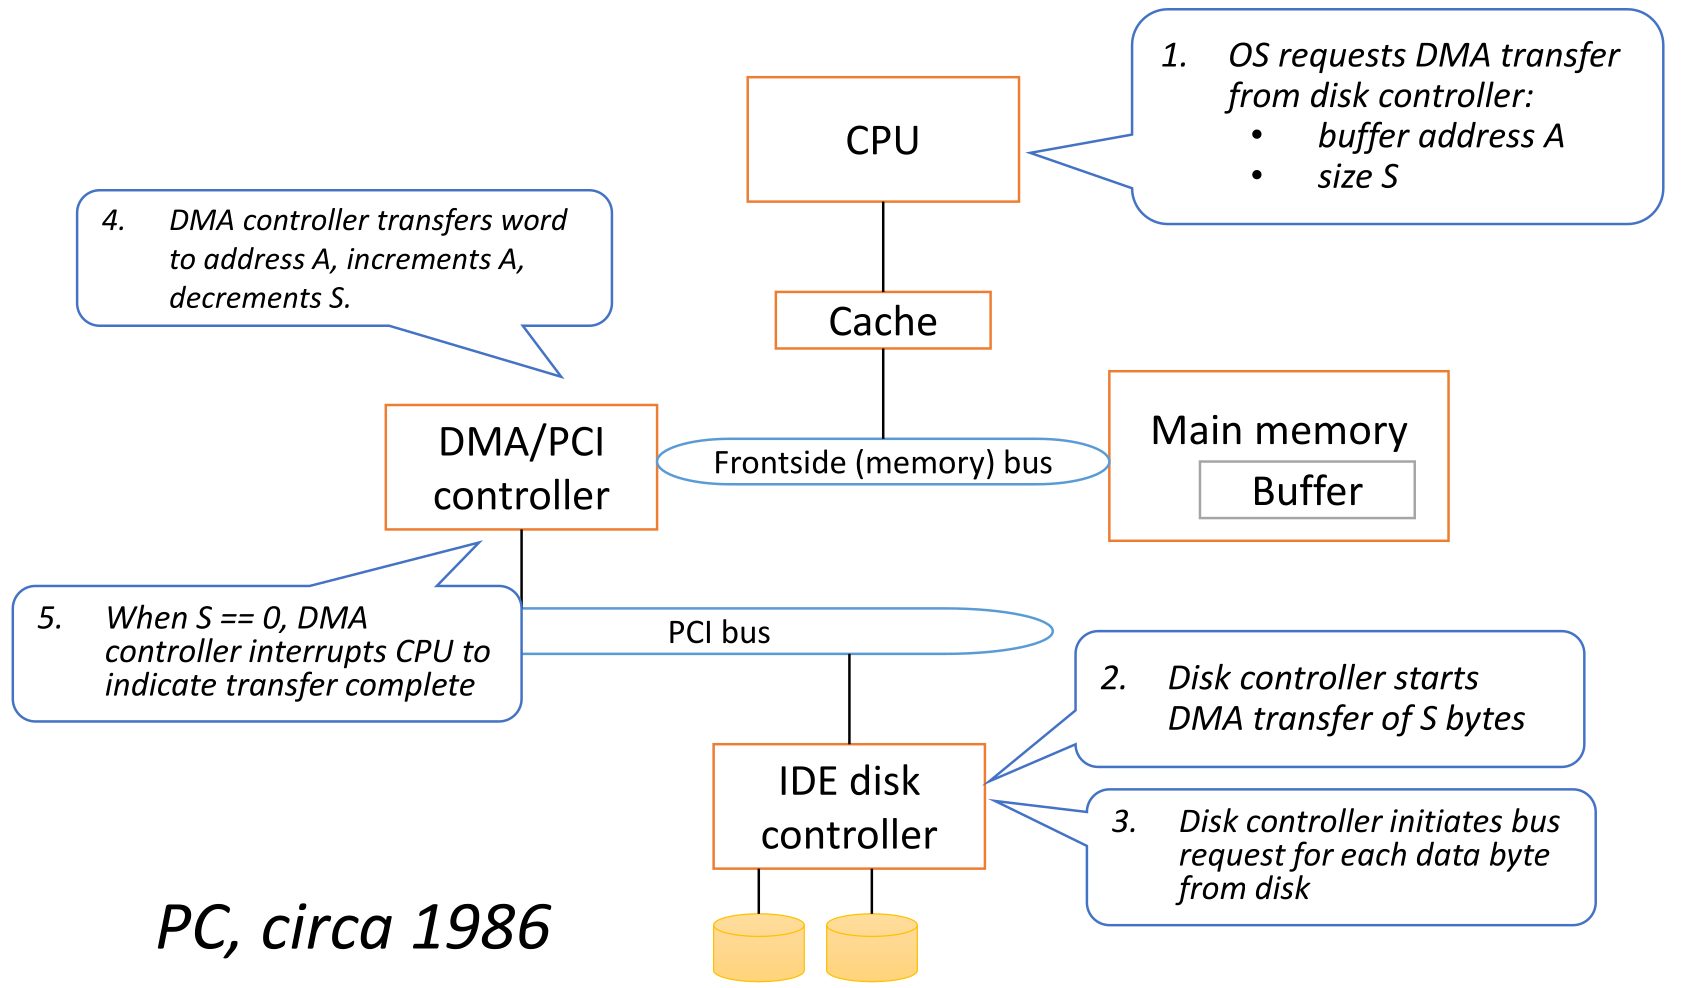 1. OS requests DMA transfer
from disk controller:
• buffer address A
• size S
CPU
4. DMA controller transfers word
to address A, increments A,
decrements S.
Cache
DMA/PCI
controller
Frontside (memory) bus
Main memory
Buffer
5. When S == 0, DMA
controller interrupts CPU to
indicate transfer complete
PCI bus
2. Disk controller starts
DMA transfer of S bytes
IDE disk
controller
3. Disk controller initiates bus
request for each data byte
from disk
PC, circa 1986